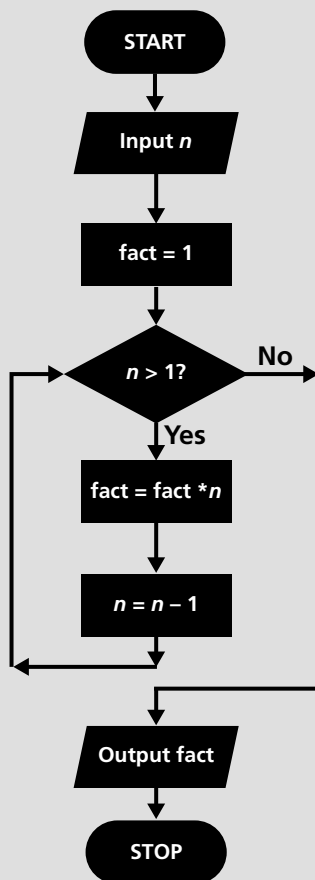 START
Input n
fact = 1
n > 1?
No
Yes
fact = fact *n
n = n – 1
Output fact
STOP